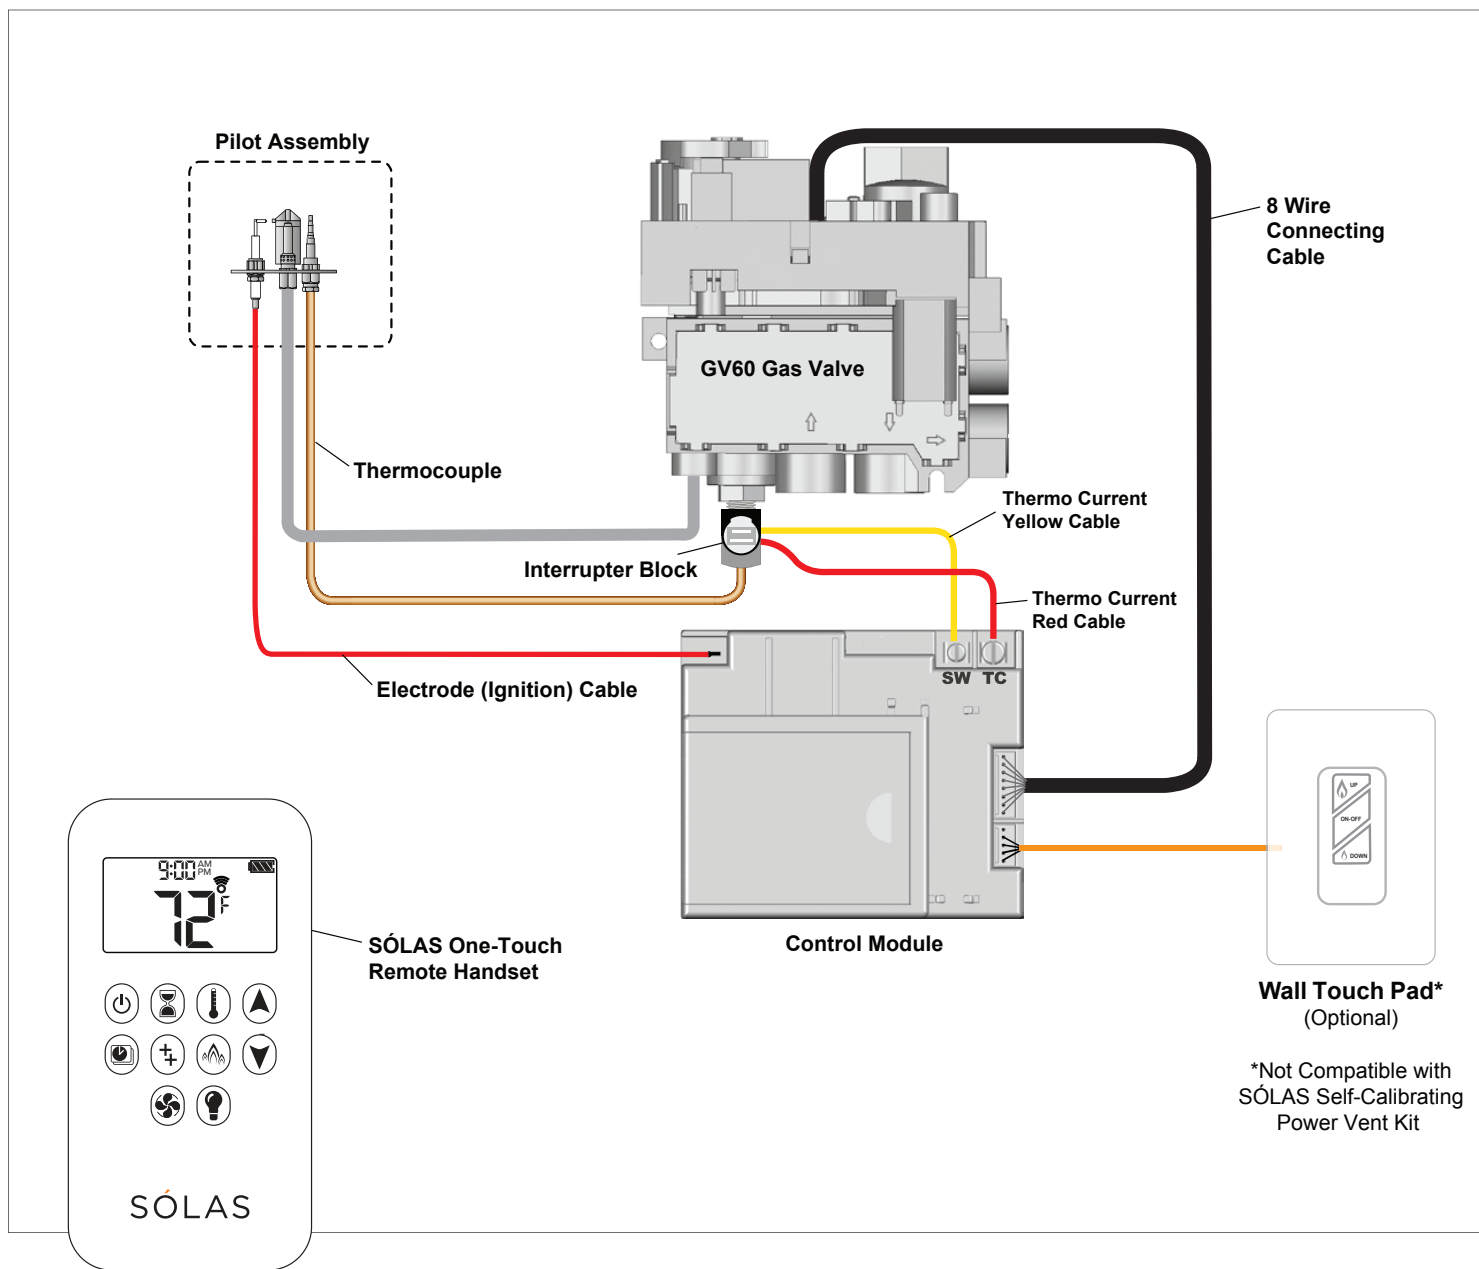 Pilot Assembly
8 Wire
Connecting
Cable
GV60 Gas Valve
Thermocouple
Thermo Current
Yellow Cable
Interrupter Block
Thermo Current
Red Cable
SW TC
Electrode (Ignition) Cable
UP
ON-OFF
DOWN
9:00 AM
PM
72 F
SÓLAS One-Touch
Remote Handset
Control Module
Wall Touch Pad*
(Optional)
*Not Compatible with
SÓLAS Self-Calibrating
Power Vent Kit
SÓLAS